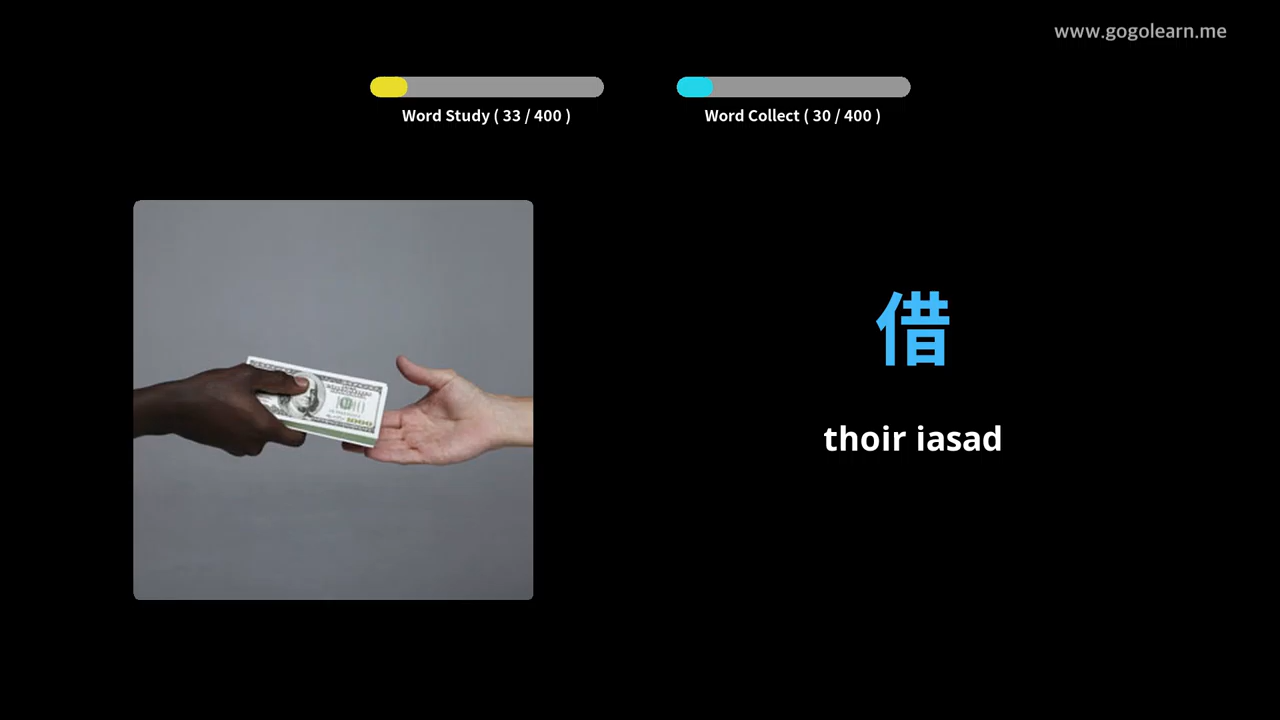 www.gogolearn.me
Word Study ( 33 / 400 )
Word Collect ( 30 / 400 )
借
thoir iasad